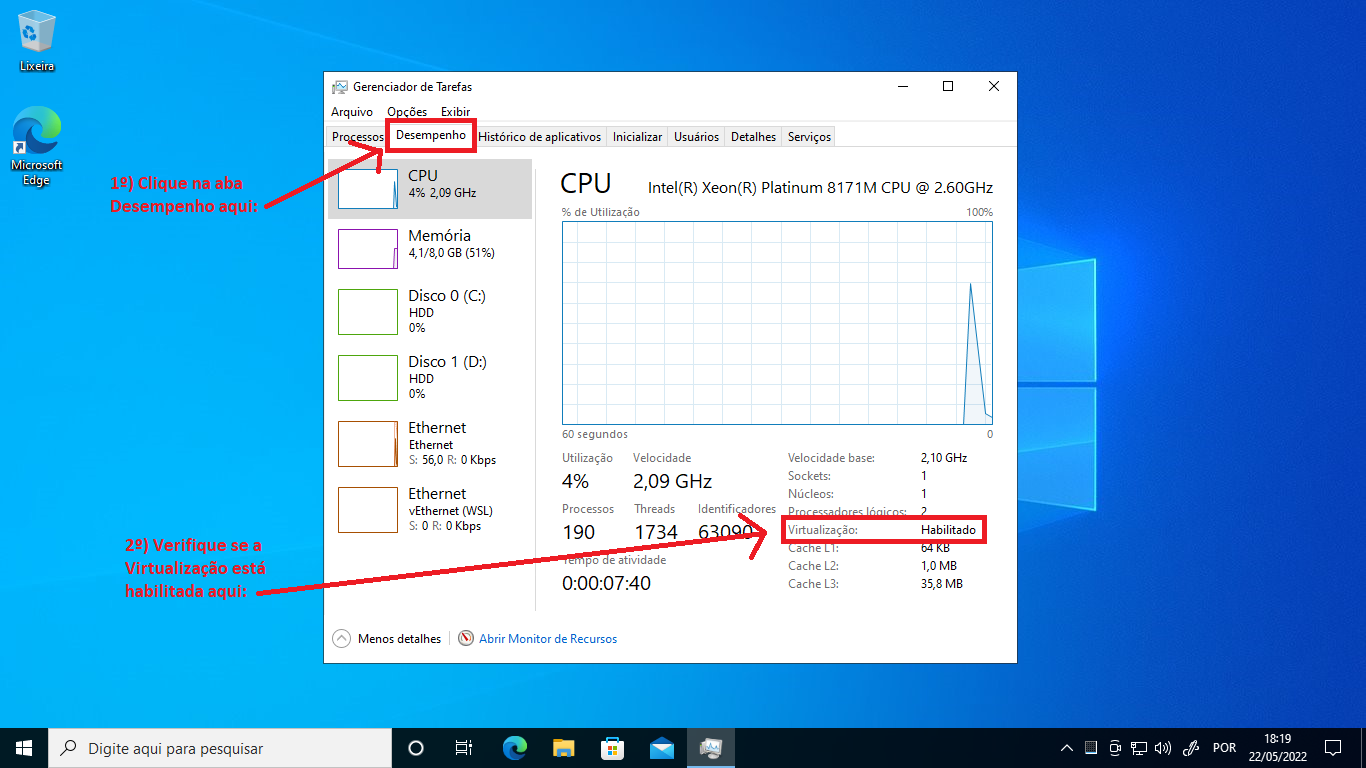 Lixeira
Microsoft
Edge
Gerenciador de Tarefas
Arquivo Opções Exibir
Processos Desempenho Histórico de aplicativos Inicializar Usuários Detalhes Serviços
1º) Clique na aba
Desempenho aqui:
CPU
4% 2,09 GHz
Memória
4,1/8,0 GB (51%)
Disco 0 (C:)
HDD
0%
Disco 1 (D:)
HDD
0%
Ethernet
Ethernet
S: 56,0 R: 0 Kbps
Ethernet
vEthernet (WSL)
S: 0 R: 0 Kbps
2º) Verifique se a
Virtualização está
habilitada aqui:
CPU Intel(R) Xeon(R) Platinum 8171M CPU @ 2.60GHz
% de Utilização 100%
60 segundos 0
Utilização Velocidade
4% 2,09 GHz
Processos Threads Identificadores
190 1734 63090
Tempo de atividade
0:00:07:40
Velocidade base: 2,10 GHz
Sockets: 1
Núcleos: 1
Processadores lógicos: 2
Virtualização: Habilitado
Cache L1: 64 KB
Cache L2: 1,0 MB
Cache L3: 35,8 MB
Menos detalhes Abrir Monitor de Recursos
Digite aqui para pesquisar
POR
18:19
22/05/2022